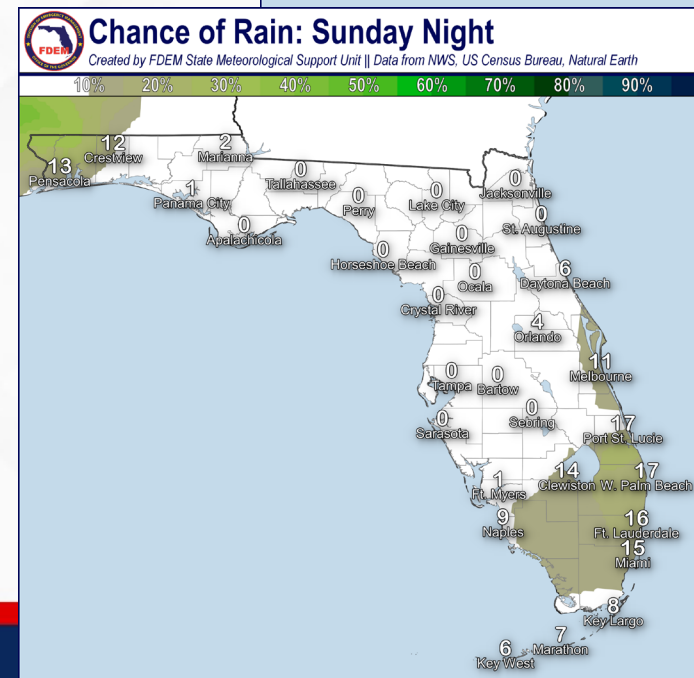 FDEM
Chance of Rain: Sunday Night
Created by FDEM State Meteorological Support Unit || Data from NWS, US Census Bureau, Natural Earth
10% 20% 30% 40% 50% 60% 70% 80% 90%
12
Crestview
2
Marianna
13
Pensacola
0
Tallahassee
0
Jacksonville
1
Panama City
0
Perry
0
Lake City
0
St. Augustine
0
Apalachicola
0
Gainesville
0
Horseshoe Beach
0
Ocala
6
Daytona Beach
0
Crystal River
4
Orlando
11
Melbourne
0
Tampa
0
Bartow
0
Sebring
0
Sarasota
17
Port St. Lucie
14
Clewiston
17
W. Palm Beach
1
Ft. Myers
9
Naples
16
Ft. Lauderdale
15
Miami
8
Key Largo
7
Marathon
6
Key West